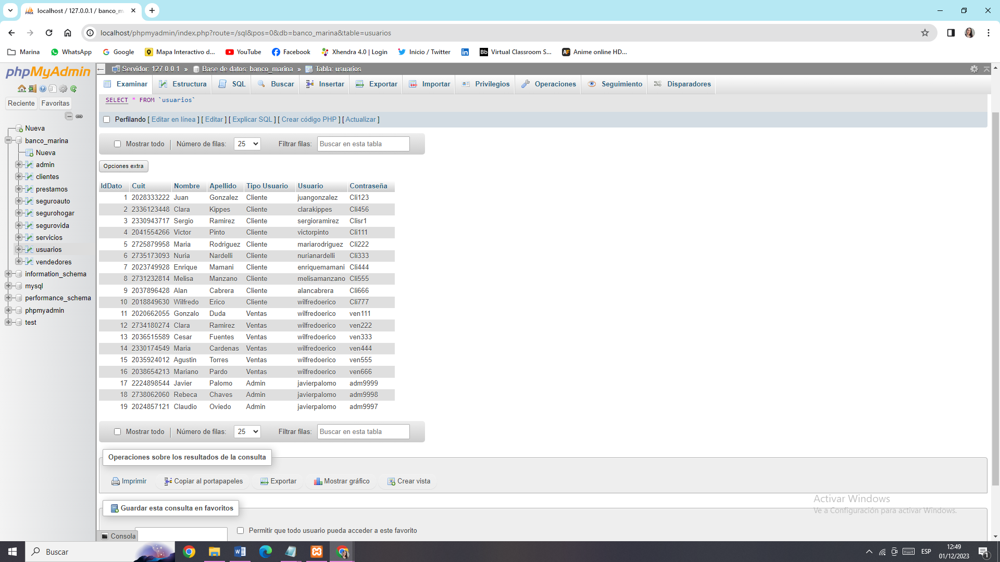 localhost / 127.0.0.1 / banco_m
localhost/phpmyadmin/index.php?route=/sql&pos=0&db=banco_marina&table=usuarios
Marina WhatsApp Google Mapa Interactivo d... YouTube Facebook Xhendra 4.0 | Login Inicio / Twitter Virtual Classroom S... Anime online HD...
phpMyAdmin
Reciente Favoritas
Nueva
banco_marina
Nueva
admin
clientes
prestamos
seguroauto
segurohogar
segurovida
servicios
usuarios
vendedores
information_schema
mysql
performance_schema
phpmyadmin
test
Servidor: 127.0.0.1 » Base de datos: banco_marina » Tabla: usuarios
Examinar Estructura SQL Buscar Insertar Exportar Importar Privilegios Operaciones Seguimiento Disparadores
SELECT * FROM `usuarios`
Perfilando [ Editar en línea ] [ Editar ] [ Explicar SQL ] [ Crear código PHP ] [ Actualizar ]
Mostrar todo | Número de filas: 25 Filtrar filas: Buscar en esta tabla
Opciones extra
IdDato Cuit Nombre Apellido Tipo Usuario Usuario Contraseña
1 2028333222 Juan Gonzalez Cliente juangonzalez Cli123
2 2336123448 Clara Kippes Cliente clarakippes Cli456
3 2330943717 Sergio Ramirez Cliente sergioramirez Clisr1
4 2041554266 Victor Pinto Cliente victorpinto Cli111
5 2725879958 Maria Rodriguez Cliente mariarodriguez Cli222
6 2735173093 Nuria Nardelli Cliente nurianardelli Cli333
7 2023749928 Enrique Mamani Cliente enriquemamani Cli444
8 2731232814 Melisa Manzano Cliente melisamanzano Cli555
9 2037896428 Alan Cabrera Cliente alancabrera Cli666
10 2018849630 Wilfredo Erico Cliente wilfredoerico Cli777
11 2020662055 Gonzalo Duda Ventas wilfredoerico ven111
12 2734180274 Clara Ramirez Ventas wilfredoerico ven222
13 2036515589 Cesar Fuentes Ventas wilfredoerico ven333
14 2330174549 Maria Cardenas Ventas wilfredoerico ven444
15 2035924012 Agustin Torres Ventas wilfredoerico ven555
16 2038654213 Mariano Pardo Ventas wilfredoerico ven666
17 2224898544 Javier Palomo Admin javierpalomo adm9999
18 2738062060 Rebeca Chaves Admin javierpalomo adm9998
19 2024857121 Claudio Oviedo Admin javierpalomo adm9997
Mostrar todo | Número de filas: 25 Filtrar filas: Buscar en esta tabla
Operaciones sobre los resultados de la consulta
Imprimir Copiar al portapapeles Exportar Mostrar gráfico Crear vista
Guardar esta consulta en favoritos
Permitir que todo usuario pueda acceder a este favorito
Consola
Activar Windows
Ve a Configuración para activar Windows.
Buscar
ESP
12:49
01/12/2023
1